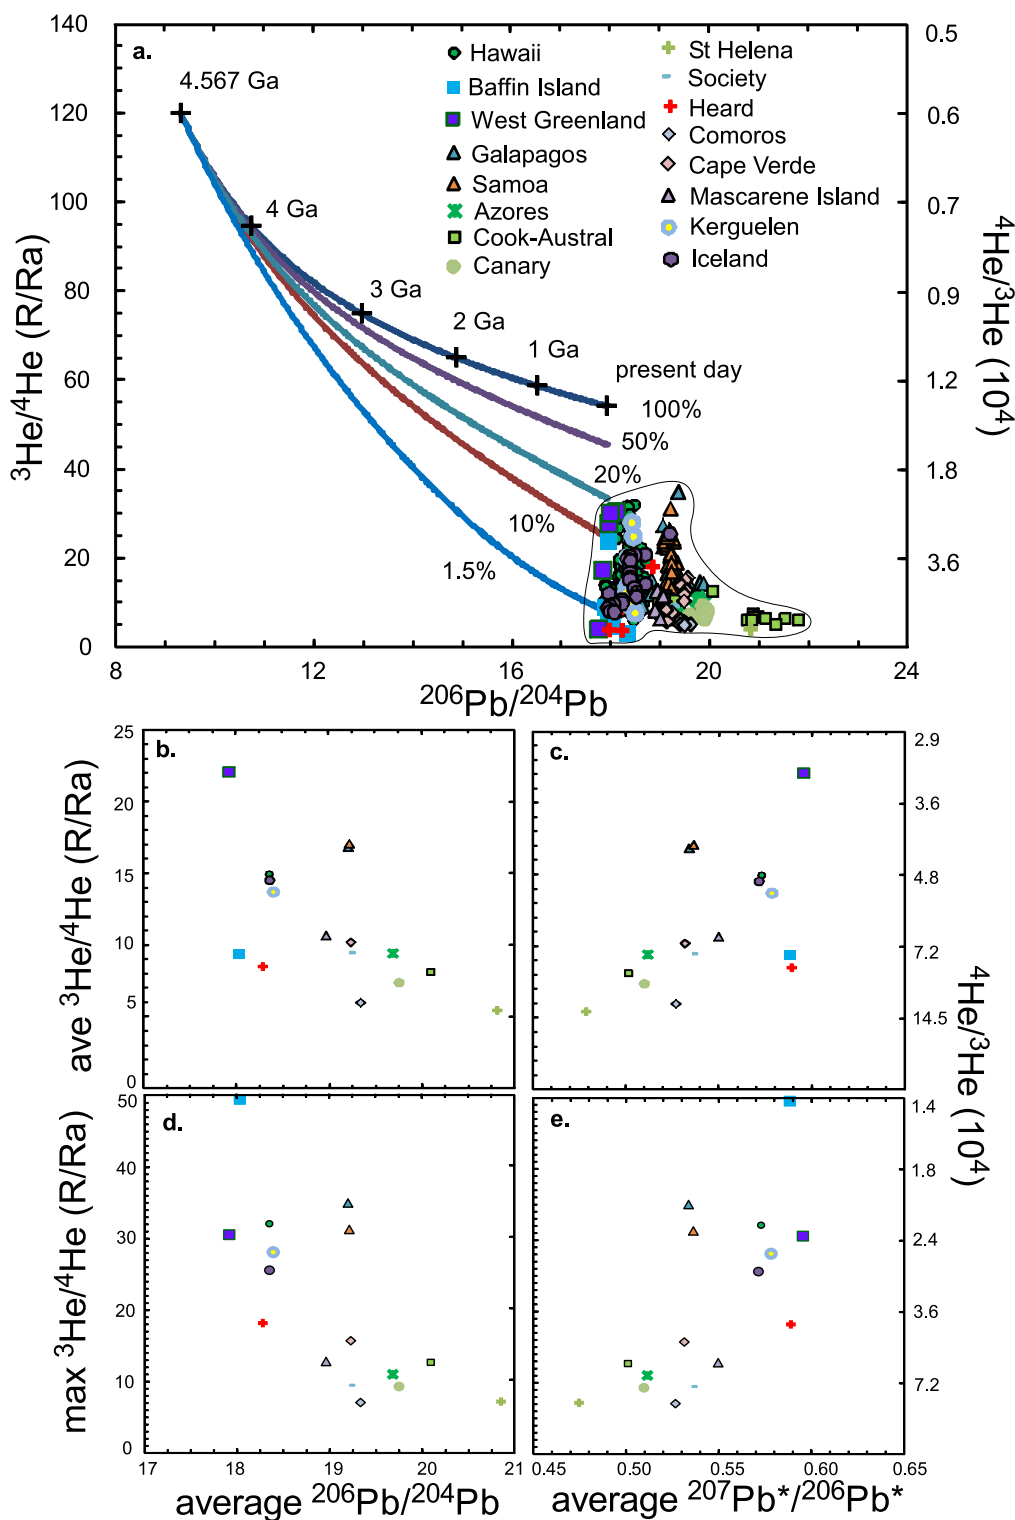 a.
140
120
100
80
60
40
20
0
³He/⁴He (R/Ra)
0.5
0.6
0.7
0.9
1.2
1.8
3.6
⁴He/³He (10⁴)
Hawaii
Baffin Island
West Greenland
Galapagos
Samoa
Azores
Cook-Austral
Canary
St Helena
Society
Heard
Comoros
Cape Verde
Mascarene Island
Kerguelen
Iceland
4.567 Ga
4 Ga
3 Ga
2 Ga
1 Ga
present day
100%
50%
20%
10%
1.5%
8 12 16 20 24
²⁰⁶Pb/²⁰⁴Pb
b.
25
20
15
10
5
0
ave ³He/⁴He (R/Ra)
c.
2.9
3.6
4.8
7.2
14.5
⁴He/³He (10⁴)
d.
50
40
30
20
10
0
max ³He/⁴He (R/Ra)
17 18 19 20 21
average ²⁰⁶Pb/²⁰⁴Pb
e.
1.4
1.8
2.4
3.6
7.2
0.45 0.50 0.55 0.60 0.65
average ²⁰⁷Pb*/²⁰⁶Pb*